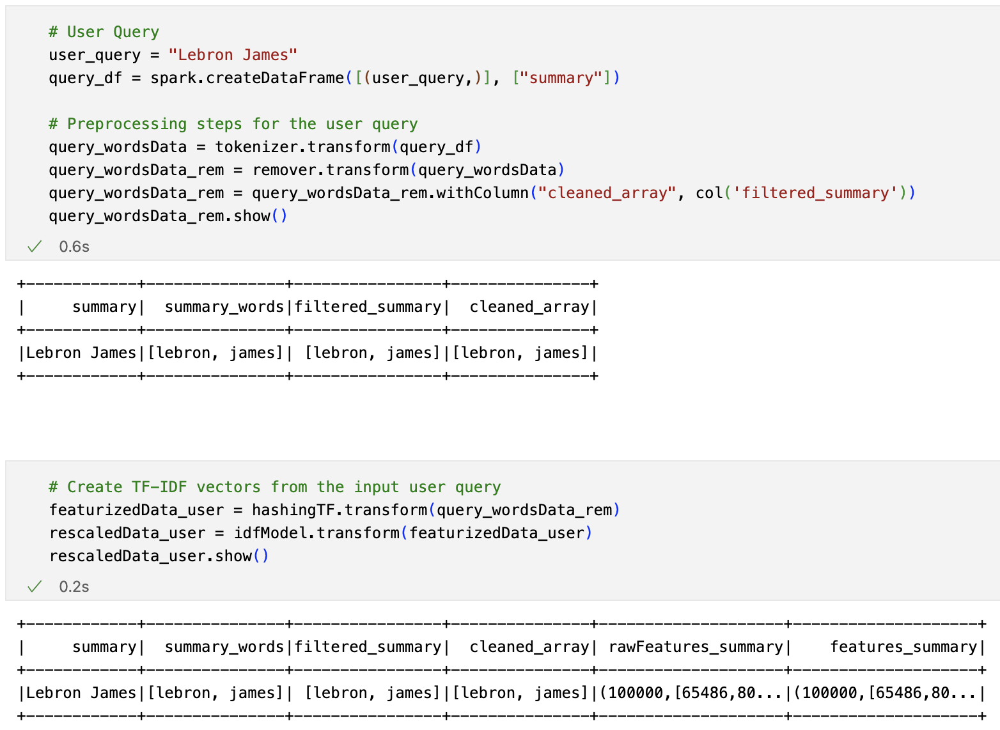 # User Query
user_query = "Lebron James"
query_df = spark.createDataFrame([(user_query,)], ["summary"])
# Preprocessing steps for the user query
query_wordsData = tokenizer.transform(query_df)
query_wordsData_rem = remover.transform(query_wordsData)
query_wordsData_rem = query_wordsData_rem.withColumn("cleaned_array", col('filtered_summary'))
query_wordsData_rem.show()
✓ 0.6s
+------------+---------------+----------------+---------------+
|     summary|  summary_words|filtered_summary|  cleaned_array|
+------------+---------------+----------------+---------------+
|Lebron James|[lebron, james]| [lebron, james]|[lebron, james]|
+------------+---------------+----------------+---------------+
# Create TF-IDF vectors from the input user query
featurizedData_user = hashingTF.transform(query_wordsData_rem)
rescaledData_user = idfModel.transform(featurizedData_user)
rescaledData_user.show()
✓ 0.2s
+------------+---------------+----------------+---------------+--------------------+--------------------+
|     summary|  summary_words|filtered_summary|  cleaned_array| rawFeatures_summary|    features_summary|
+------------+---------------+----------------+---------------+--------------------+--------------------+
|Lebron James|[lebron, james]| [lebron, james]|[lebron, james]|(100000,[65486,80...|(100000,[65486,80...|
+------------+---------------+----------------+---------------+--------------------+--------------------+